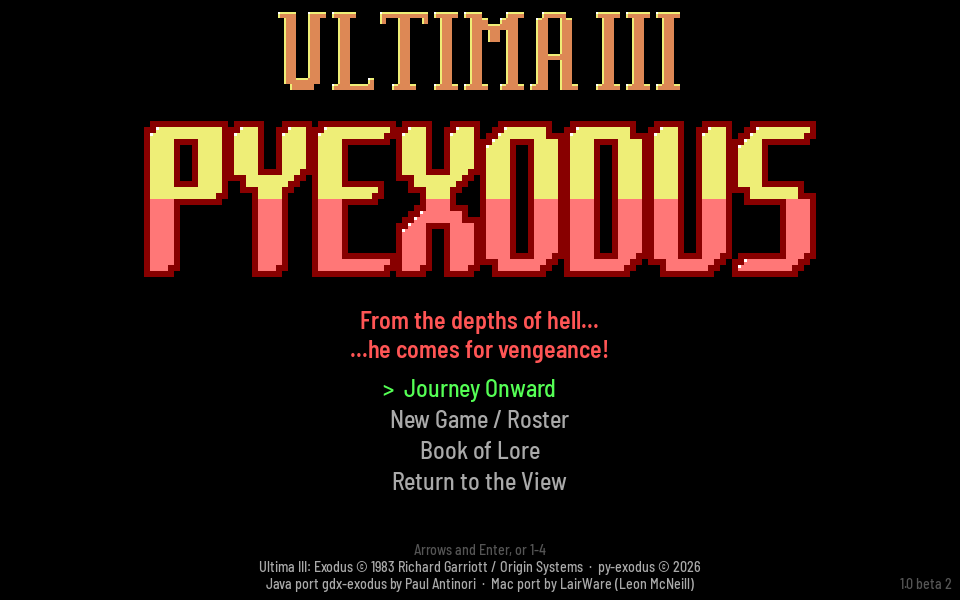 ULTIMA III
PYEXODUS
From the depths of hell...
...he comes for vengeance!
> Journey Onward
New Game / Roster
Book of Lore
Return to the View
Arrows and Enter, or 1-4
Ultima III: Exodus © 1983 Richard Garriott / Origin Systems · py-exodus © 2026
Java port gdx-exodus by Paul Antinori · Mac port by LairWare (Leon McNeill)
1.0 beta 2